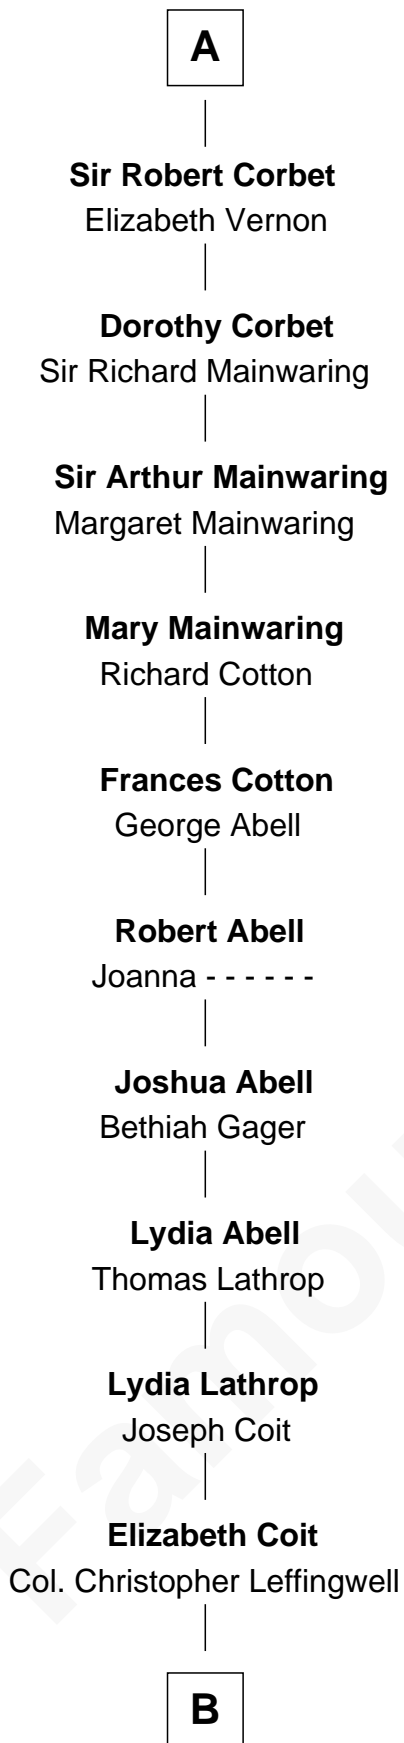 A
Sir Robert Corbet
Elizabeth Vernon
Dorothy Corbet
Sir Richard Mainwaring
Sir Arthur Mainwaring
Margaret Mainwaring
Mary Mainwaring
Richard Cotton
Frances Cotton
George Abell
Robert Abell
Joanna - - - - - -
Joshua Abell
Bethiah Gager
Lydia Abell
Thomas Lathrop
Lydia Lathrop
Joseph Coit
Elizabeth Coit
Col. Christopher Leffingwell
B